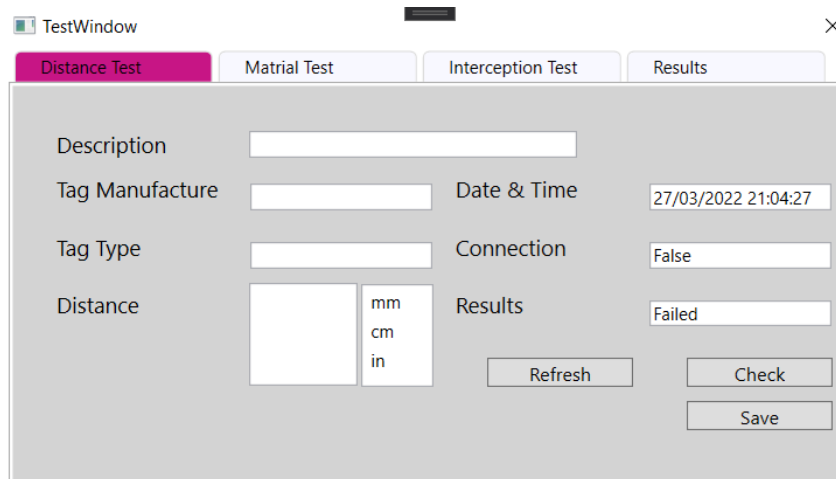 TestWindow
Distance Test
Matrial Test
Interception Test
Results
Description
Tag Manufacture
Date & Time
27/03/2022 21:04:27
Tag Type
Connection
False
Distance
mm
cm
in
Results
Failed
Refresh
Check
Save